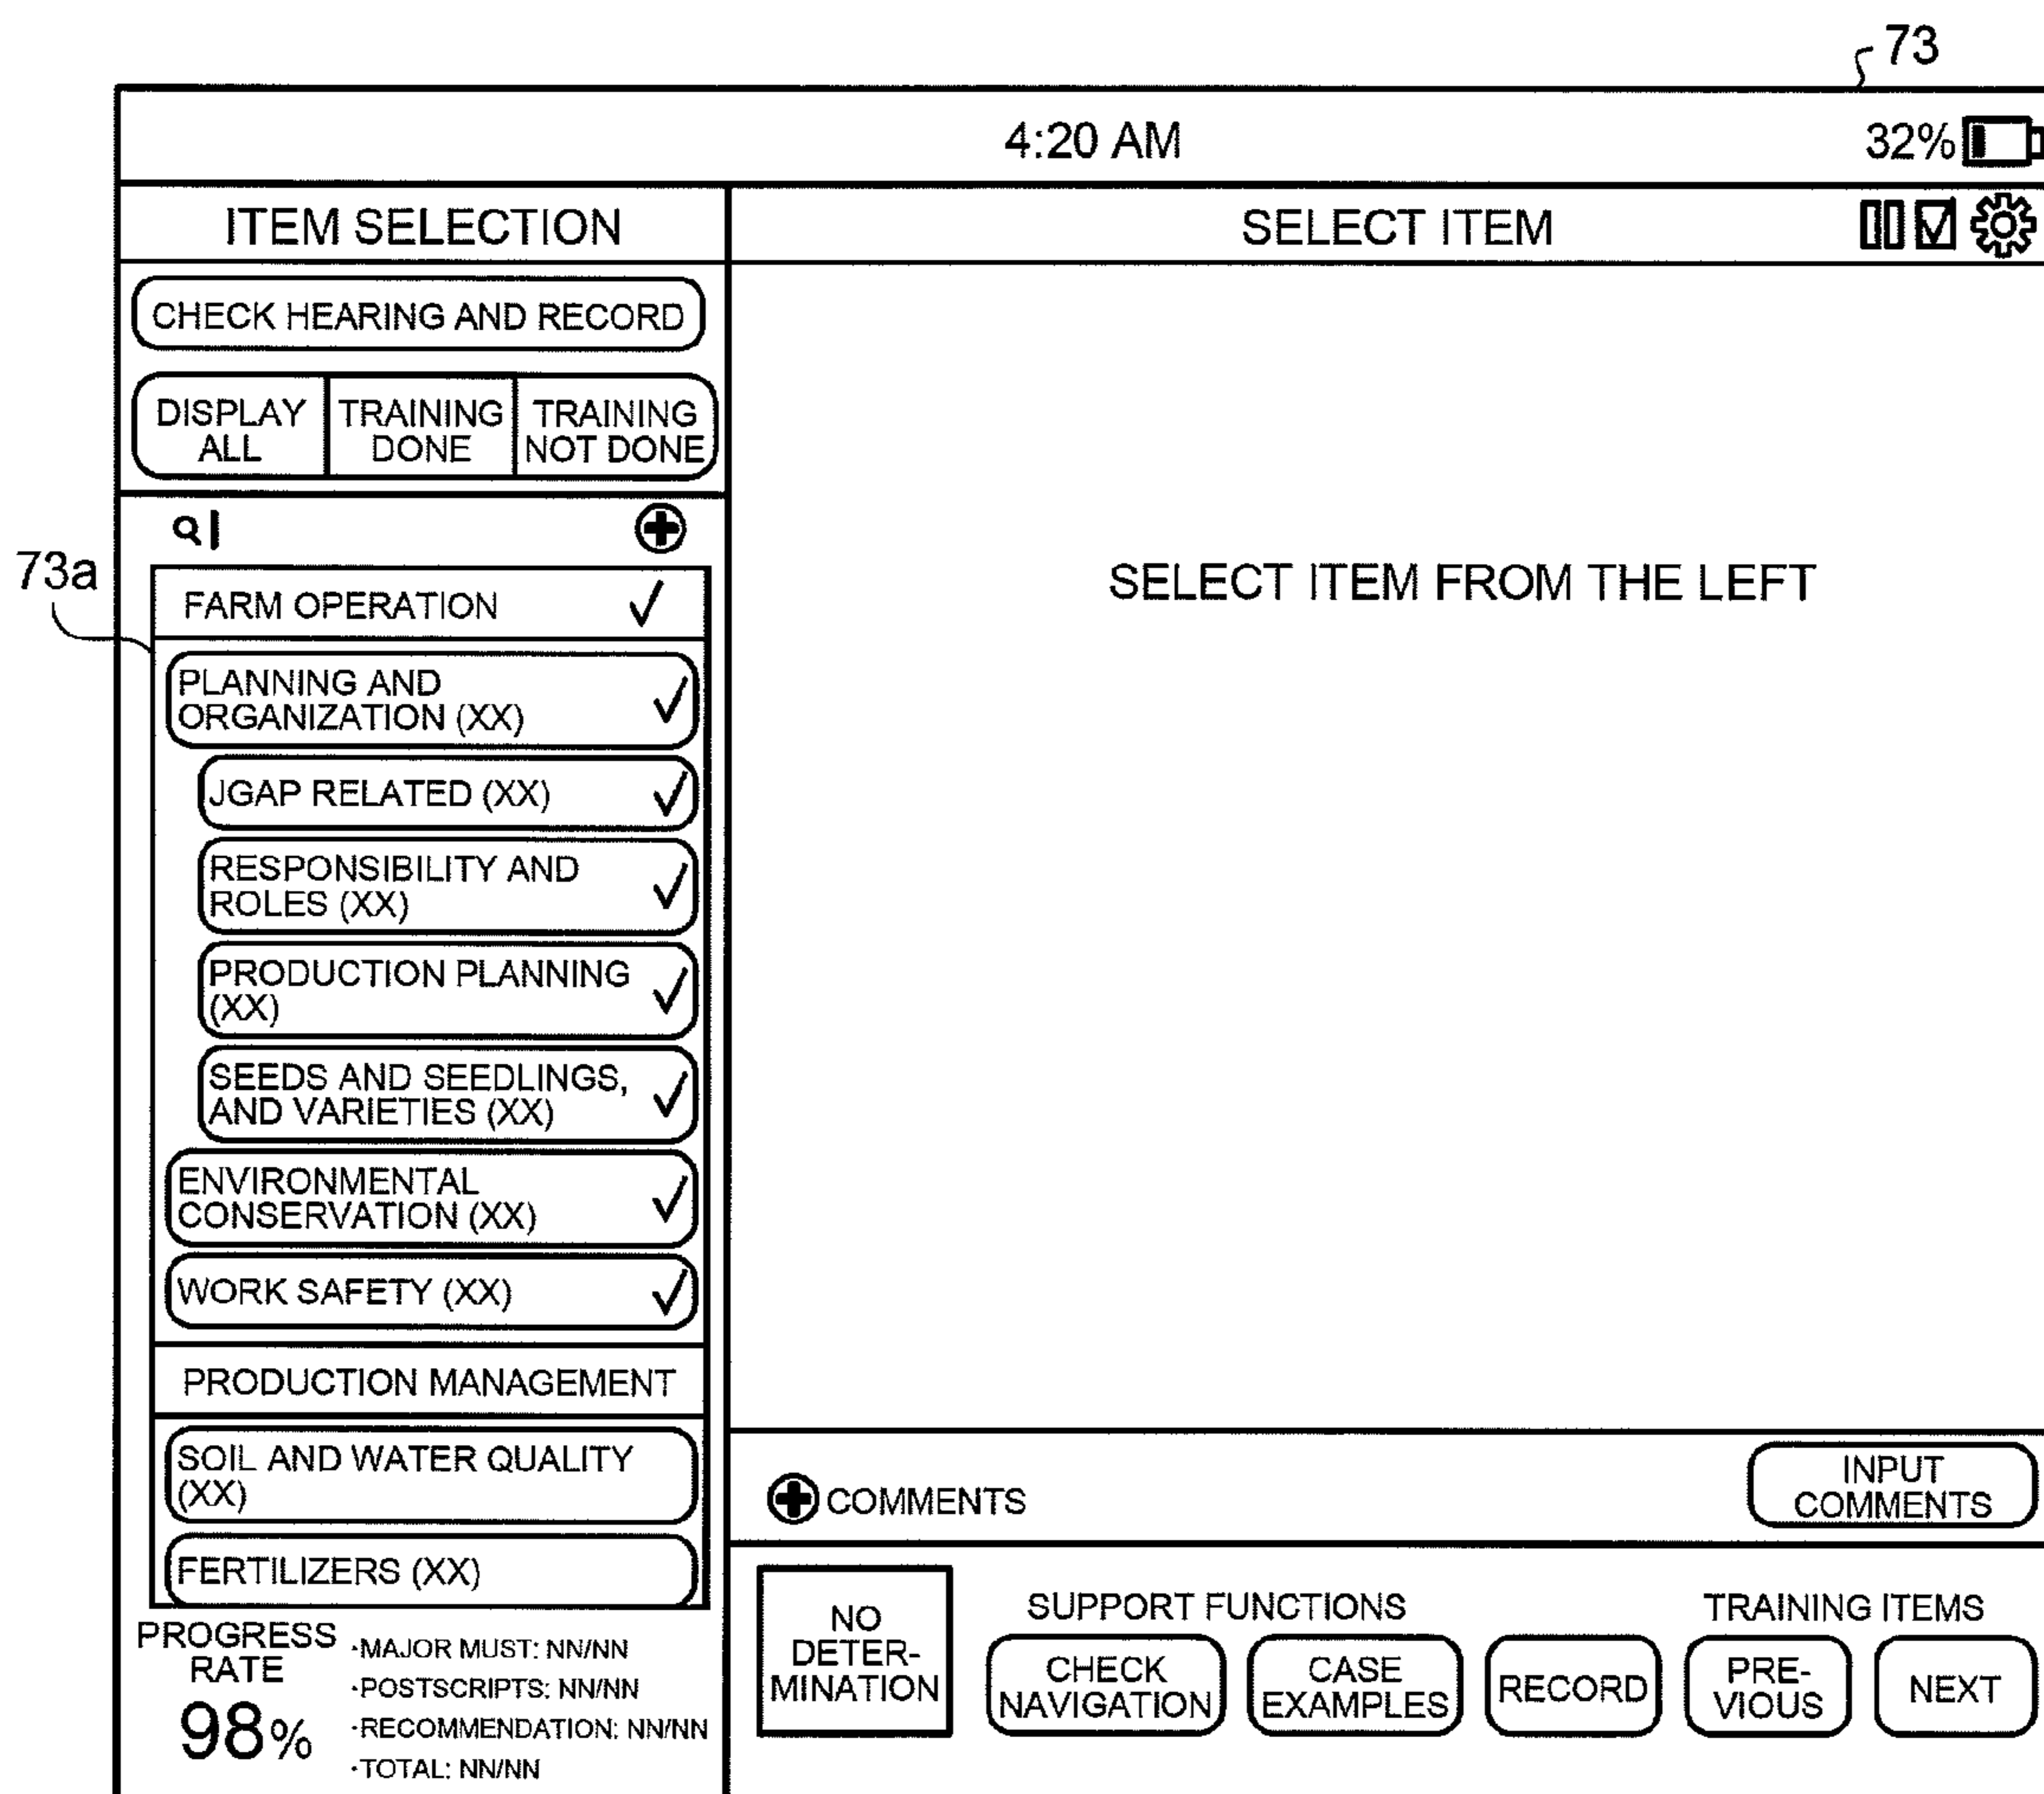 73
4:20 AM
32%
ITEM SELECTION
SELECT ITEM
CHECK HEARING AND RECORD
DISPLAY
ALL
TRAINING
DONE
TRAINING
NOT DONE
73a
FARM OPERATION
PLANNING AND
ORGANIZATION (XX)
JGAP RELATED (XX)
RESPONSIBILITY AND
ROLES (XX)
PRODUCTION PLANNING
(XX)
SEEDS AND SEEDLINGS,
AND VARIETIES (XX)
ENVIRONMENTAL
CONSERVATION (XX)
WORK SAFETY (XX)
PRODUCTION MANAGEMENT
SOIL AND WATER QUALITY
(XX)
FERTILIZERS (XX)
PROGRESS
RATE
98%
·MAJOR MUST: NN/NN
·POSTSCRIPTS: NN/NN
·RECOMMENDATION: NN/NN
·TOTAL: NN/NN
SELECT ITEM FROM THE LEFT
COMMENTS
INPUT
COMMENTS
NO
DETER-
MINATION
SUPPORT FUNCTIONS
CHECK
NAVIGATION
CASE
EXAMPLES
RECORD
TRAINING ITEMS
PRE-
VIOUS
NEXT